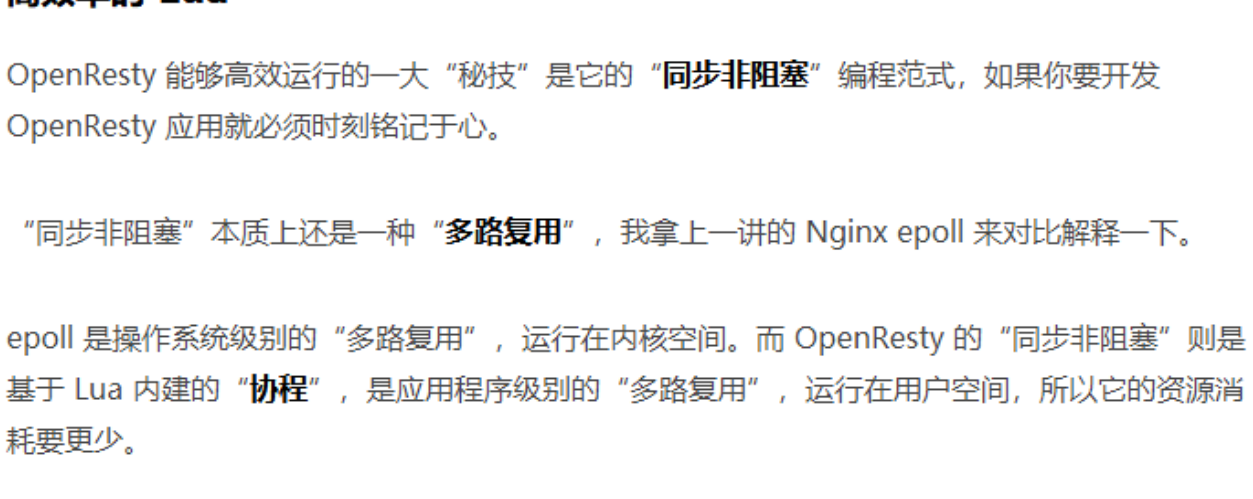 OpenResty 能够高效运行的一大“秘技”是它的“同步非阻塞”编程范式，如果你要开发
OpenResty 应用就必须时刻铭记于心。
“同步非阻塞”本质上还是一种“多路复用”，我拿上一讲的 Nginx epoll 来对比解释一下。
epoll 是操作系统级别的“多路复用”，运行在内核空间。而 OpenResty 的“同步非阻塞”则是
基于 Lua 内建的“协程”，是应用程序级别的“多路复用”，运行在用户空间，所以它的资源消
耗要更少。